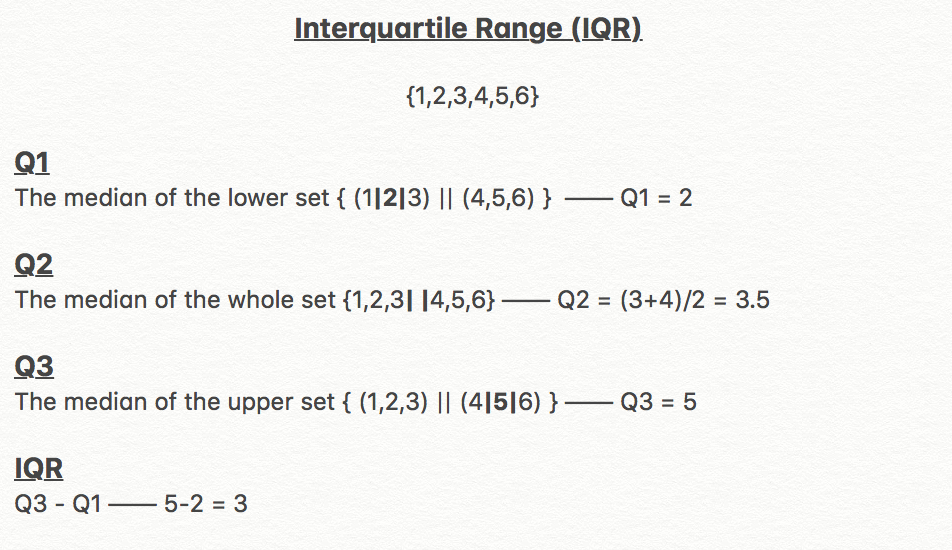 Interquartile Range (IQR)
{1,2,3,4,5,6}
Q1
The median of the lower set { (1|2|3) || (4,5,6) } —— Q1 = 2
Q2
The median of the whole set {1,2,3| |4,5,6} —— Q2 = (3+4)/2 = 3.5
Q3
The median of the upper set { (1,2,3) || (4|5|6) } —— Q3 = 5
IQR
Q3 - Q1 —— 5-2 = 3